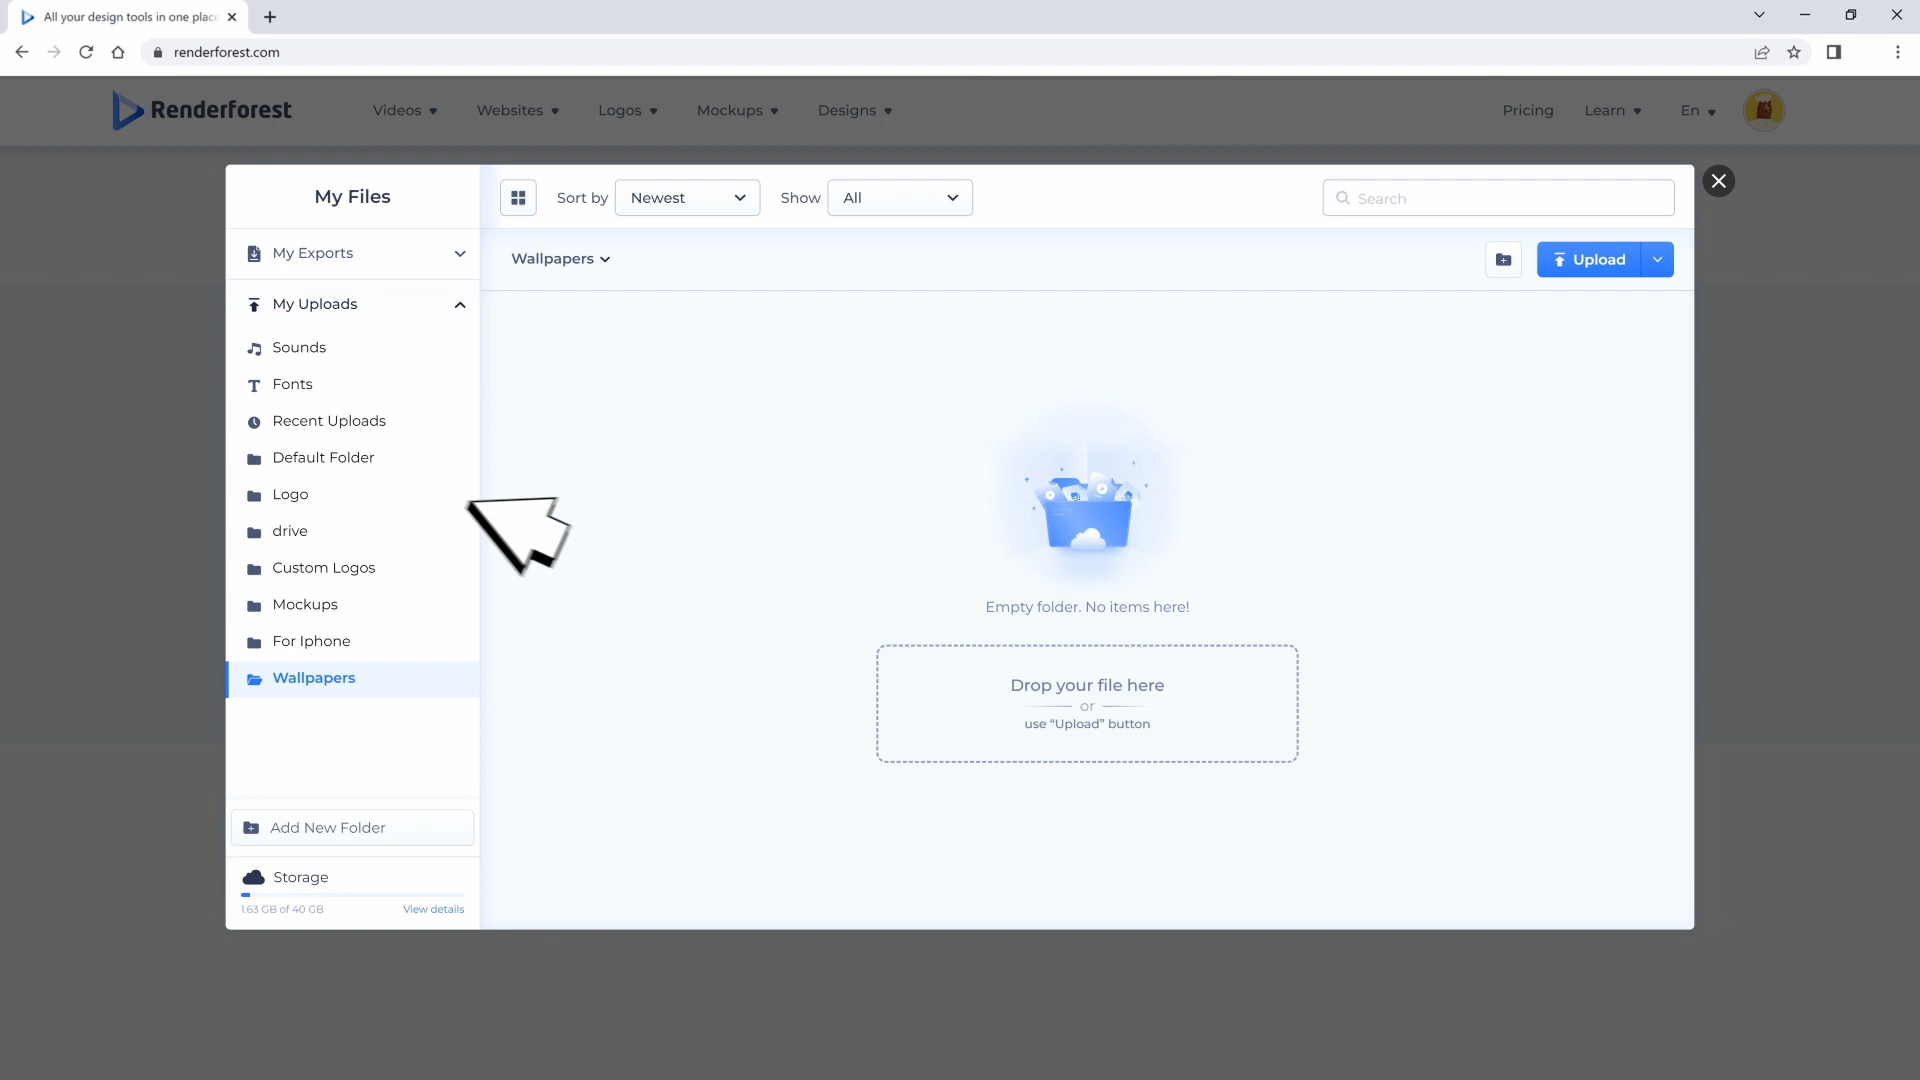 All your design tools in one place
renderforest.com
Renderforest
Videos
Websites
Logos
Mockups
Designs
Pricing
Learn
En
My Files
Sort by
Newest
Show
All
Search
My Exports
Wallpapers
Upload
My Uploads
Sounds
Fonts
Recent Uploads
Default Folder
Logo
drive
Custom Logos
Mockups
For Iphone
Wallpapers
Empty folder. No items here!
Drop your file here
or
use “Upload” button
Add New Folder
Storage
1.63 GB of 40 GB
View details